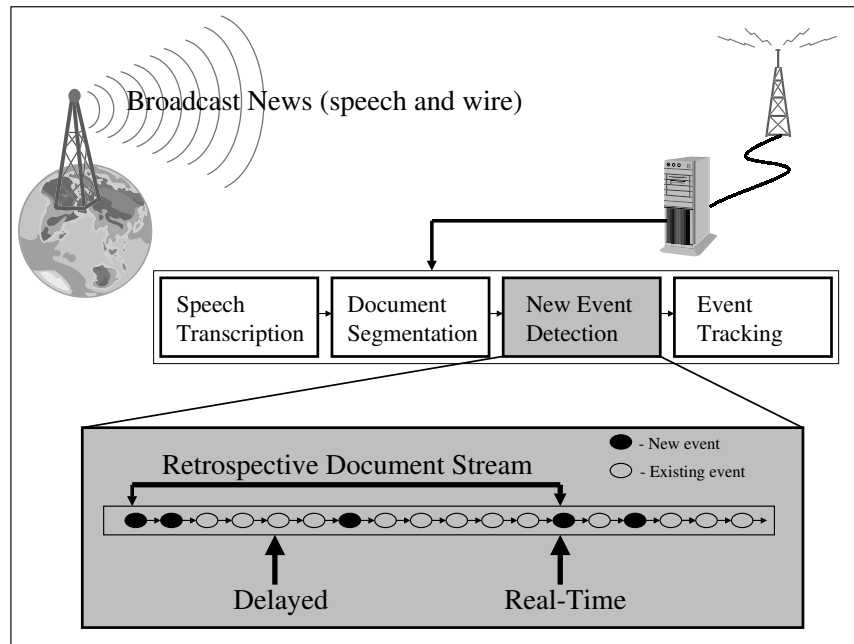 Broadcast News (speech and wire)
Speech
Transcription
Document
Segmentation
New Event
Detection
Event
Tracking
- New event
- Existing event
Retrospective Document Stream
Delayed
Real-Time